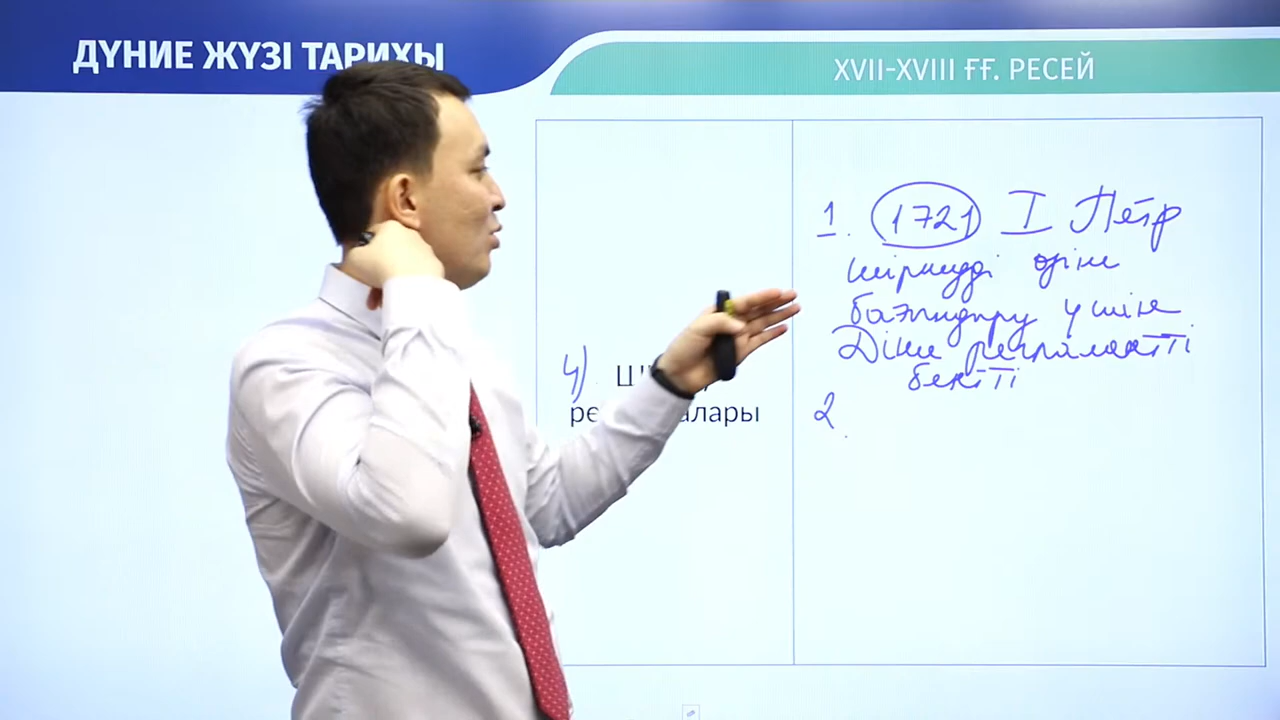 ДҮНИЕ ЖҮЗІ ТАРИХЫ
XVII-XVIII ҒҒ. РЕСЕЙ
1. 1721 I Петр
шіркеуді өзіне
бағындыру үшін
Діни регламентті
бекітті
4)
2.